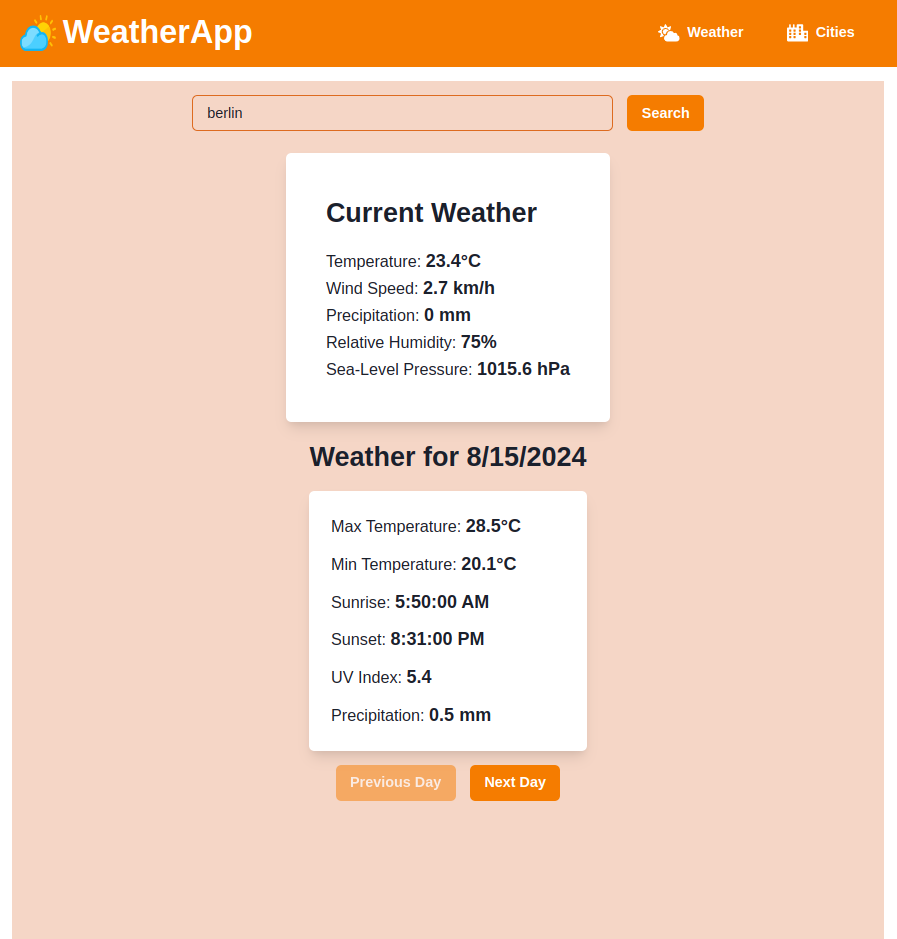 WeatherApp
Weather
Cities
berlin
Search
Current Weather
Temperature: 23.4°C
Wind Speed: 2.7 km/h
Precipitation: 0 mm
Relative Humidity: 75%
Sea-Level Pressure: 1015.6 hPa
Weather for 8/15/2024
Max Temperature: 28.5°C
Min Temperature: 20.1°C
Sunrise: 5:50:00 AM
Sunset: 8:31:00 PM
UV Index: 5.4
Precipitation: 0.5 mm
Previous Day
Next Day